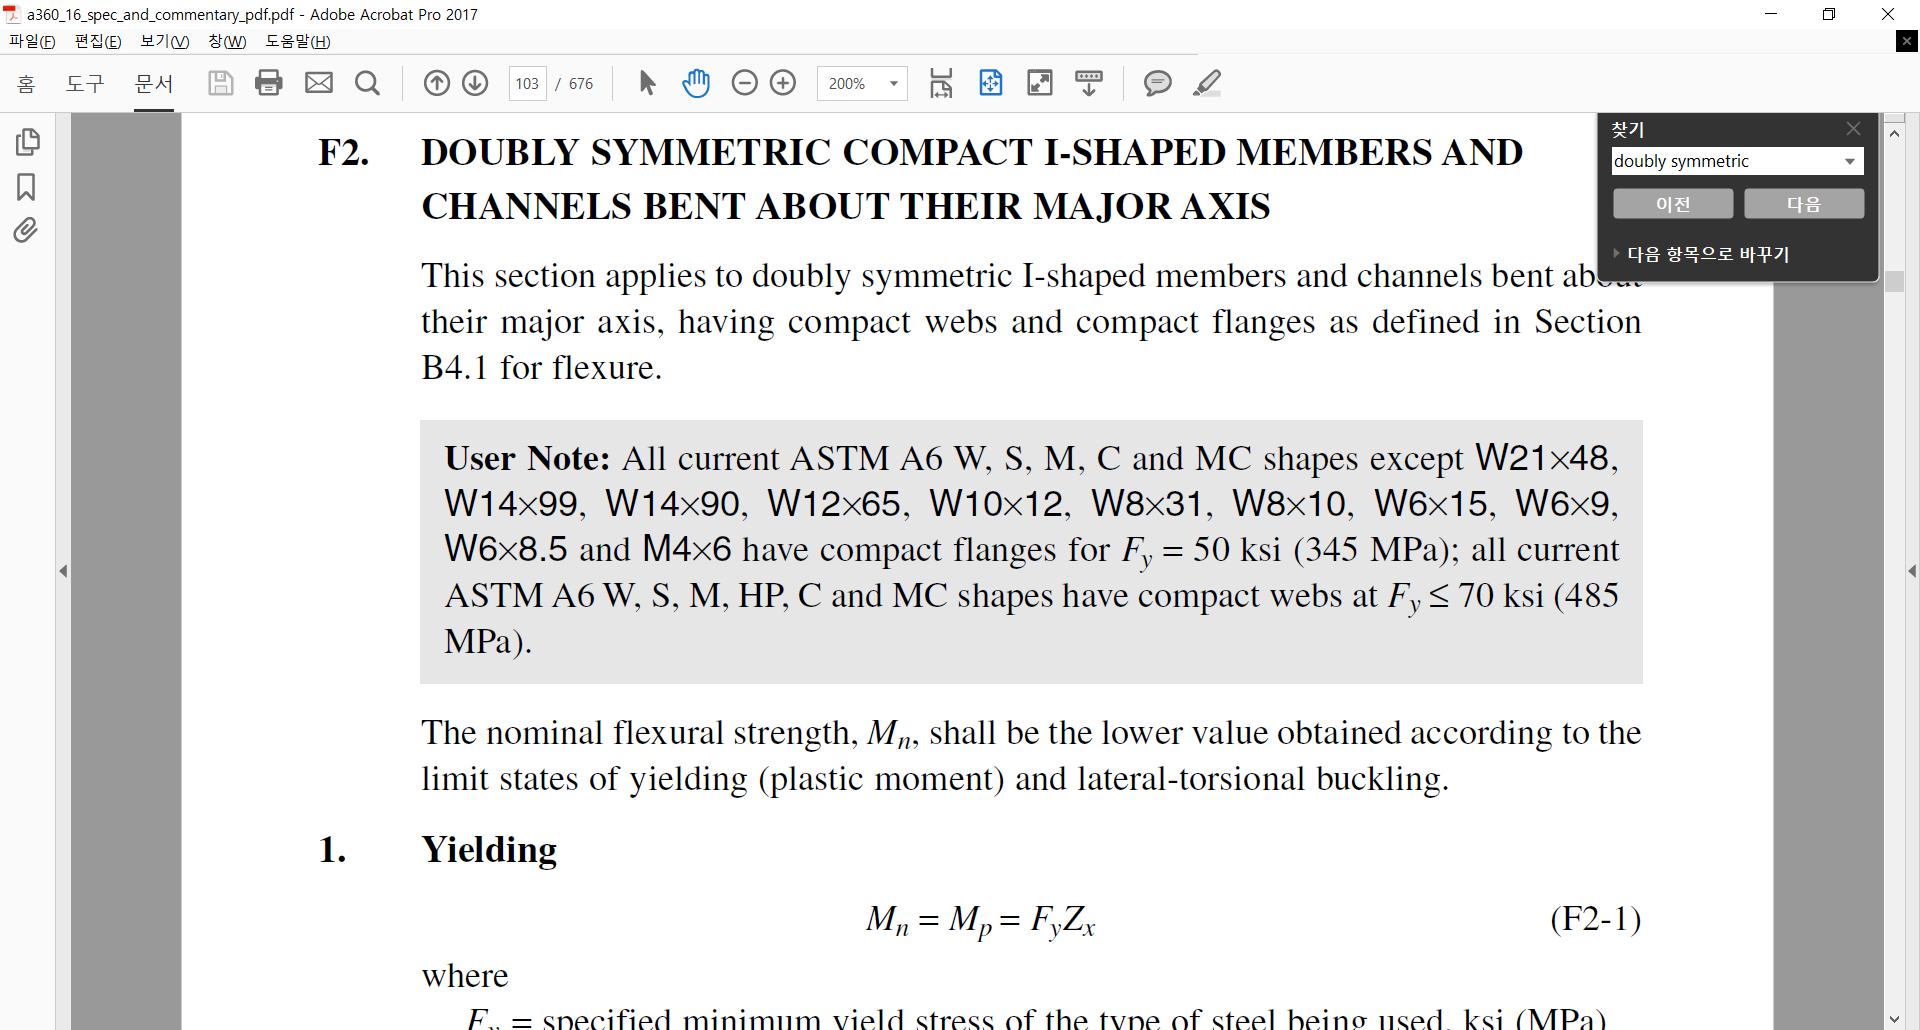 a360_16_spec_and_commentary_pdf.pdf - Adobe Acrobat Pro 2017
파일(F) 편집(E) 보기(V) 창(W) 도움말(H)
홈 도구 문서 103 / 676 200%
찾기
doubly symmetric
이전 다음
다음 항목으로 바꾸기
F2. DOUBLY SYMMETRIC COMPACT I-SHAPED MEMBERS AND
CHANNELS BENT ABOUT THEIR MAJOR AXIS
This section applies to doubly symmetric I-shaped members and channels bent about
their major axis, having compact webs and compact flanges as defined in Section
B4.1 for flexure.
User Note: All current ASTM A6 W, S, M, C and MC shapes except W21×48,
W14×99, W14×90, W12×65, W10×12, W8×31, W8×10, W6×15, W6×9,
W6×8.5 and M4×6 have compact flanges for Fy = 50 ksi (345 MPa); all current
ASTM A6 W, S, M, HP, C and MC shapes have compact webs at Fy ≤ 70 ksi (485
MPa).
The nominal flexural strength, Mn, shall be the lower value obtained according to the
limit states of yielding (plastic moment) and lateral-torsional buckling.
1. Yielding
Mn = Mp = FyZx (F2-1)
where
Fy = specified minimum yield stress of the type of steel being used, ksi (MPa)